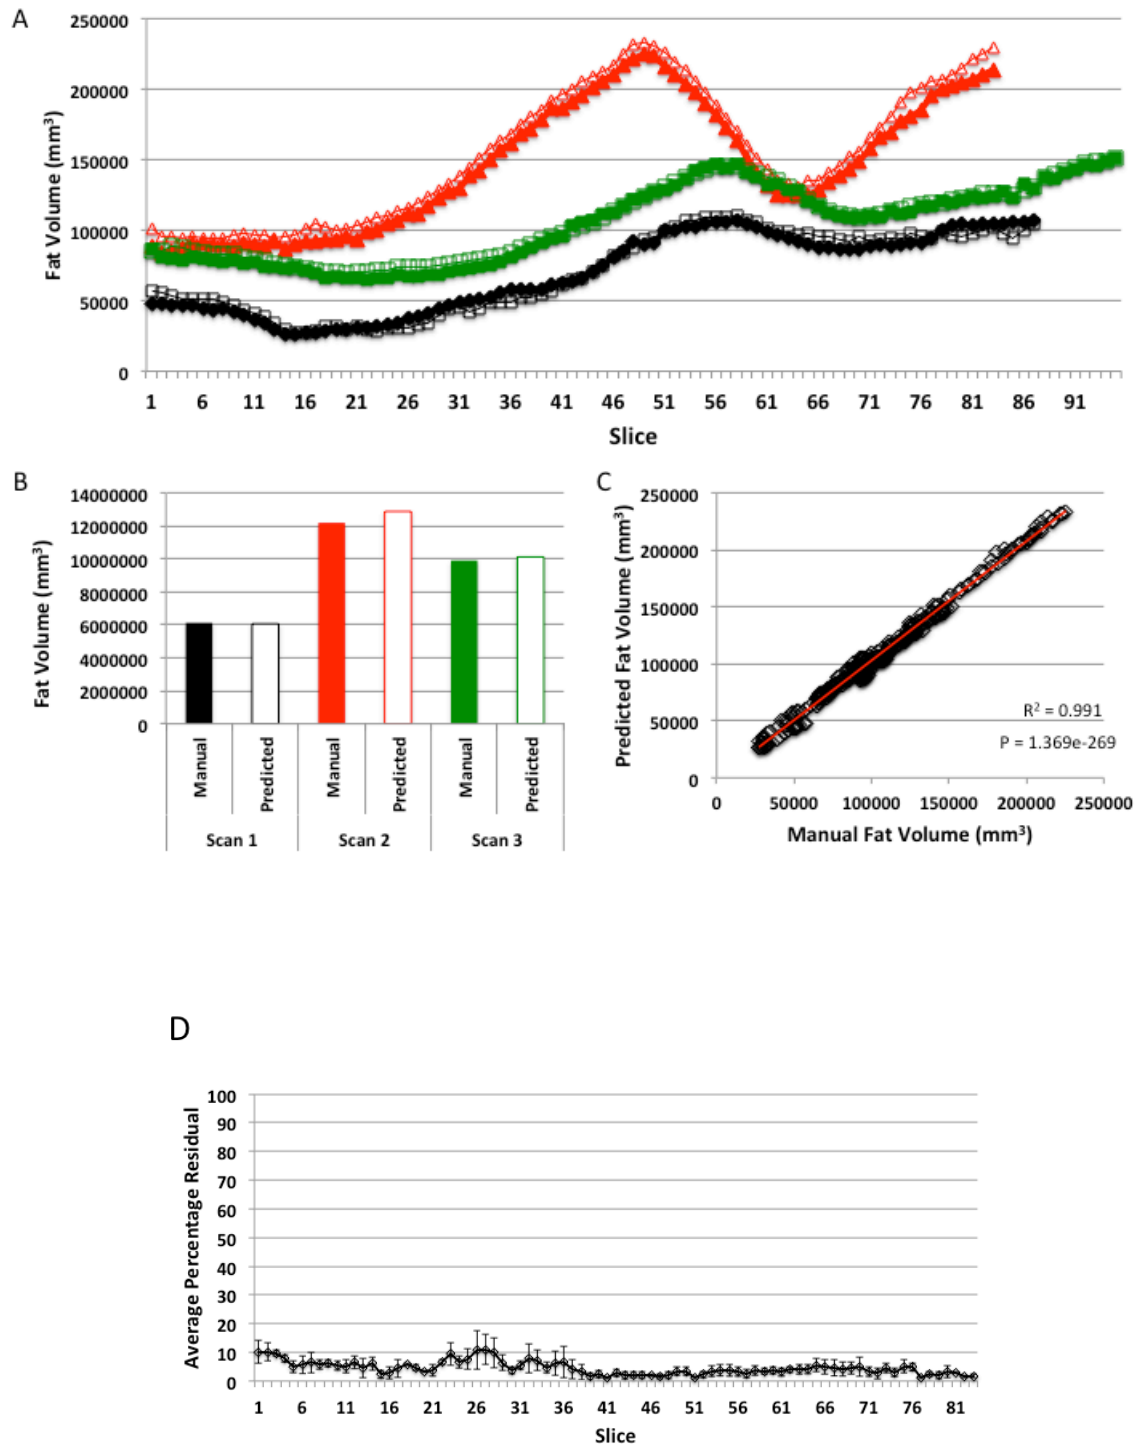 A
250000
200000
150000
100000
50000
0
Fat Volume (mm³)
1 6 11 16 21 26 31 36 41 46 51 56 61 66 71 76 81 86 91
Slice
B
14000000
12000000
10000000
8000000
6000000
4000000
2000000
0
Fat Volume (mm³)
Manual Predicted Manual Predicted Manual Predicted
Scan 1 Scan 2 Scan 3
C
250000
200000
150000
100000
50000
0
Predicted Fat Volume (mm³)
R² = 0.991
P = 1.369e-269
0 50000 100000 150000 200000 250000
Manual Fat Volume (mm³)
D
100
90
80
70
60
50
40
30
20
10
0
Average Percentage Residual
1 6 11 16 21 26 31 36 41 46 51 56 61 66 71 76 81
Slice